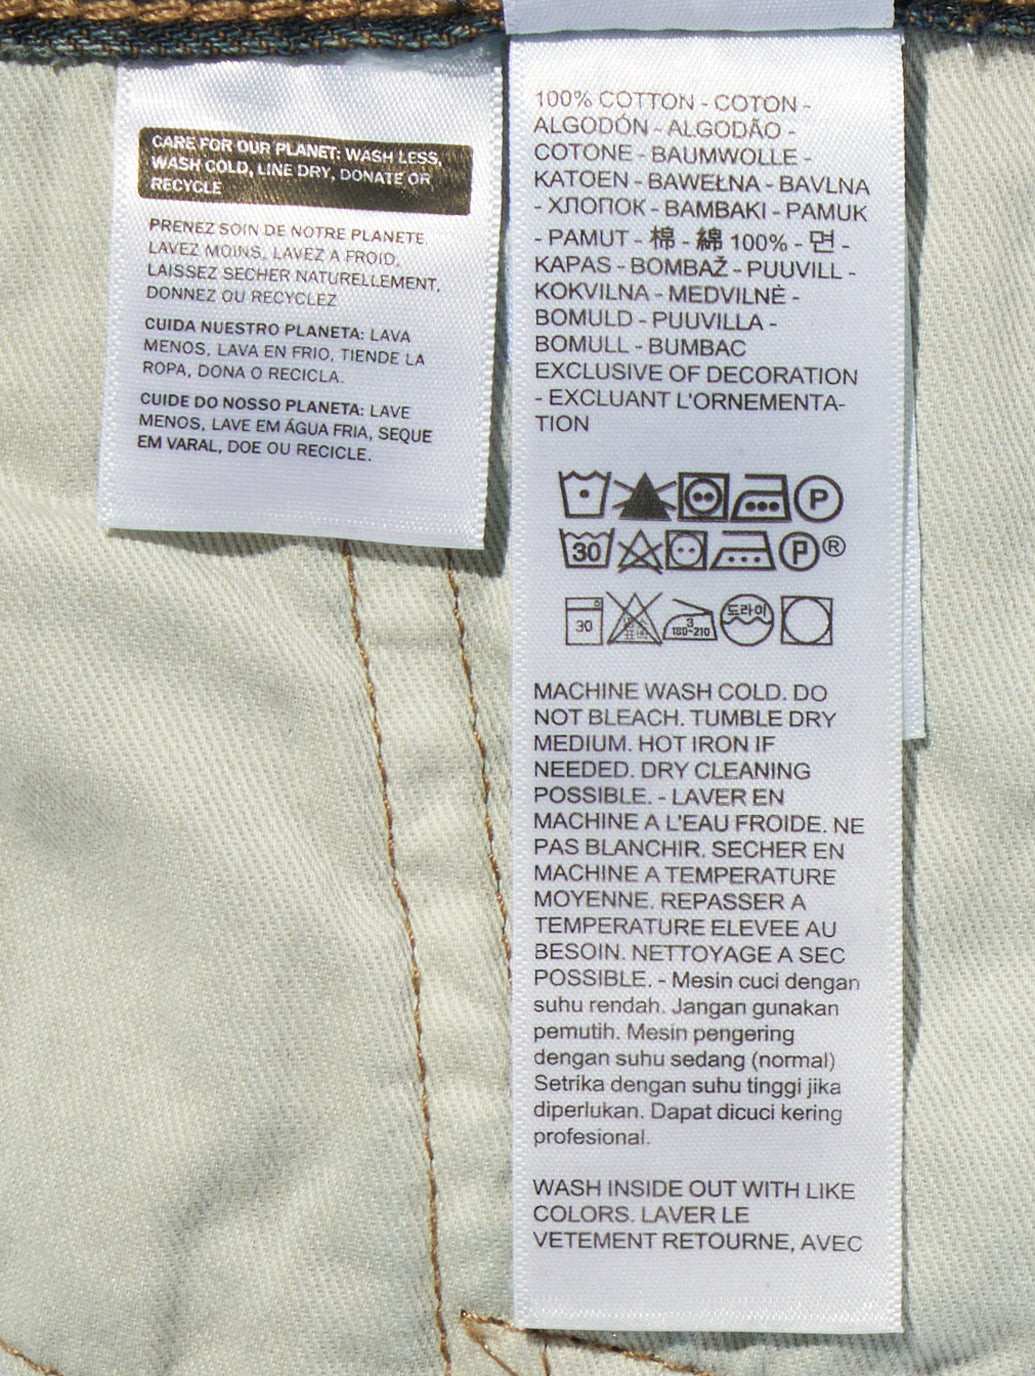 CARE FOR OUR PLANET: WASH LESS,
WASH COLD, LINE DRY, DONATE OR
RECYCLE
PRENEZ SOIN DE NOTRE PLANETE
LAVEZ MOINS, LAVEZ A FROID,
LAISSEZ SECHER NATURELLEMENT,
DONNEZ OU RECYCLEZ
CUIDA NUESTRO PLANETA: LAVA
MENOS, LAVA EN FRIO, TIENDE LA
ROPA, DONA O RECICLA.
CUIDE DO NOSSO PLANETA: LAVE
MENOS, LAVE EM ÁGUA FRIA, SEQUE
EM VARAL, DOE OU RECICLE.
100% COTTON - COTON -
ALGODÓN - ALGODÃO -
COTONE - BAUMWOLLE -
KATOEN - BAWEŁNA - BAVLNA
- ХЛОПОК - BAMBAKI - PAMUK
- PAMUT - 棉 - 綿 100% - 면 -
KAPAS - BOMBAŽ - PUUVILL -
KOKVILNA - MEDVILNĖ -
BOMULD - PUUVILLA -
BOMULL - BUMBAC
EXCLUSIVE OF DECORATION
- EXCLUANT L'ORNEMENTA-
TION
P
30 P ®
30 3 180~210 드라이
MACHINE WASH COLD. DO
NOT BLEACH. TUMBLE DRY
MEDIUM. HOT IRON IF
NEEDED. DRY CLEANING
POSSIBLE. - LAVER EN
MACHINE A L'EAU FROIDE. NE
PAS BLANCHIR. SECHER EN
MACHINE A TEMPERATURE
MOYENNE. REPASSER A
TEMPERATURE ELEVEE AU
BESOIN. NETTOYAGE A SEC
POSSIBLE. - Mesin cuci dengan
suhu rendah. Jangan gunakan
pemutih. Mesin pengering
dengan suhu sedang (normal)
Setrika dengan suhu tinggi jika
diperlukan. Dapat dicuci kering
profesional.
WASH INSIDE OUT WITH LIKE
COLORS. LAVER LE
VETEMENT RETOURNE, AVEC